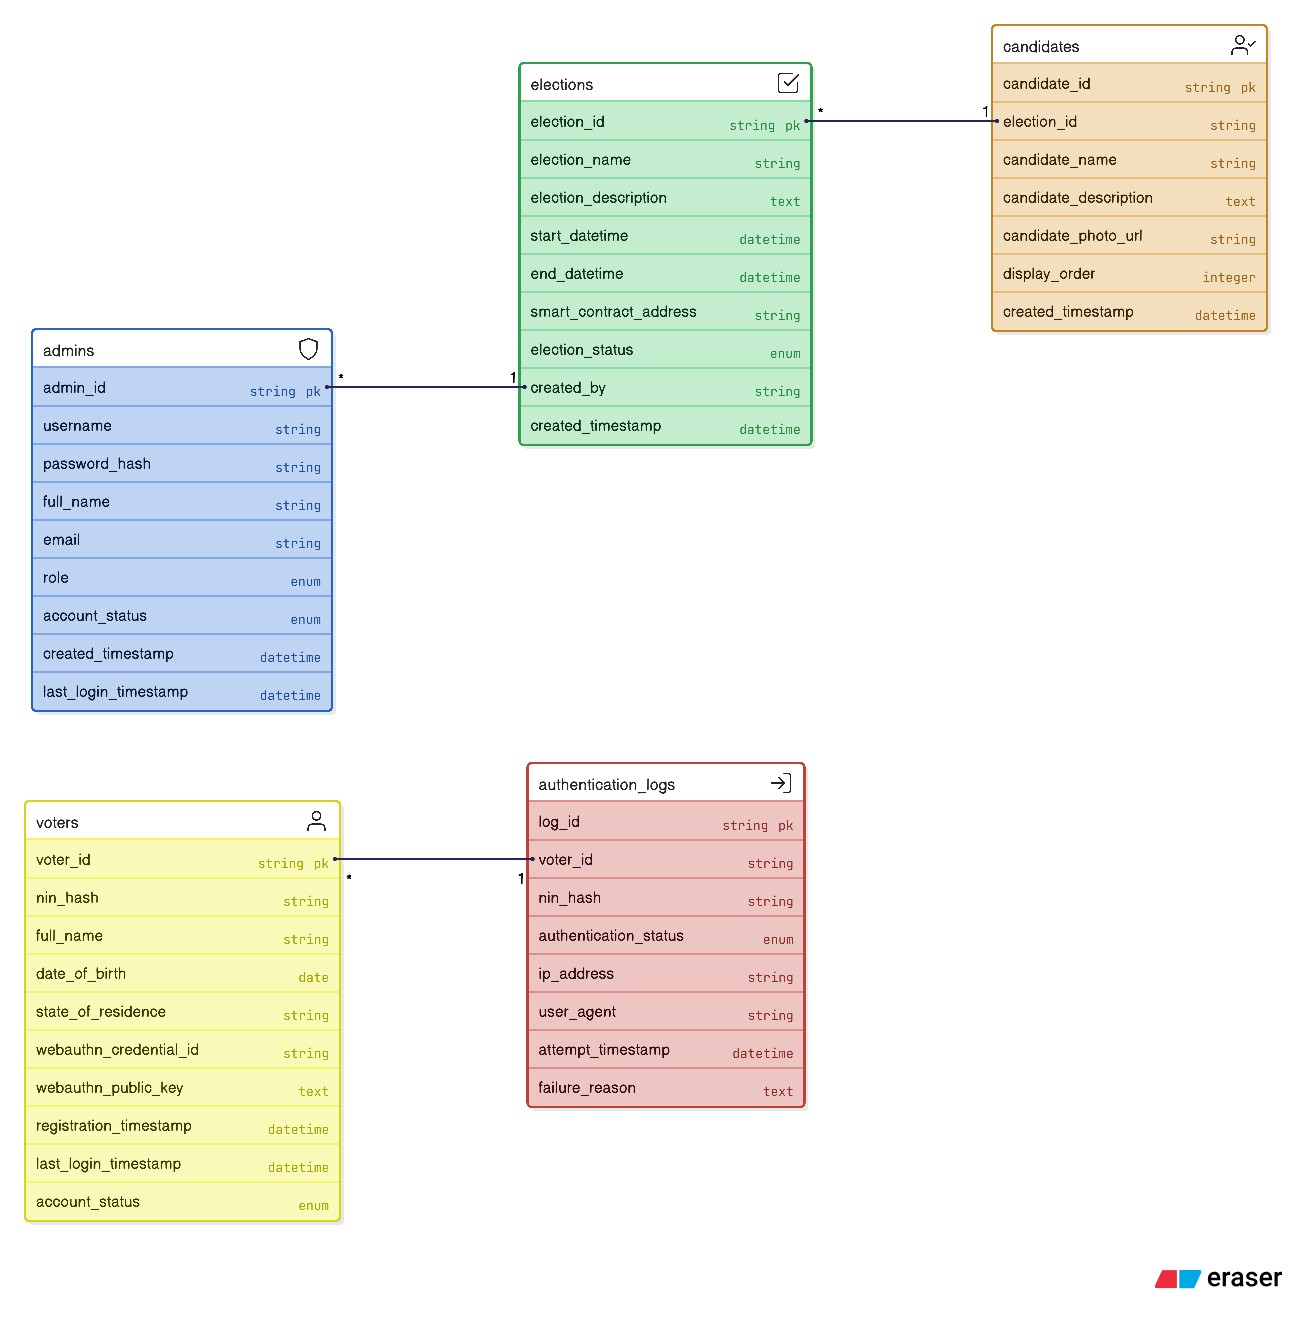 candidates
candidate_id string pk
election_id string
candidate_name string
candidate_description text
candidate_photo_url string
display_order integer
created_timestamp datetime
elections
election_id string pk
election_name string
election_description text
start_datetime datetime
end_datetime datetime
smart_contract_address string
election_status enum
created_by string
created_timestamp datetime
* 1
admins
admin_id string pk
username string
password_hash string
full_name string
email string
role enum
account_status enum
created_timestamp datetime
last_login_timestamp datetime
* 1
authentication_logs
log_id string pk
voter_id string
nin_hash string
authentication_status enum
ip_address string
user_agent string
attempt_timestamp datetime
failure_reason text
voters
voter_id string pk
nin_hash string
full_name string
date_of_birth date
state_of_residence string
webauthn_credential_id string
webauthn_public_key text
registration_timestamp datetime
last_login_timestamp datetime
account_status enum
* 1
eraser